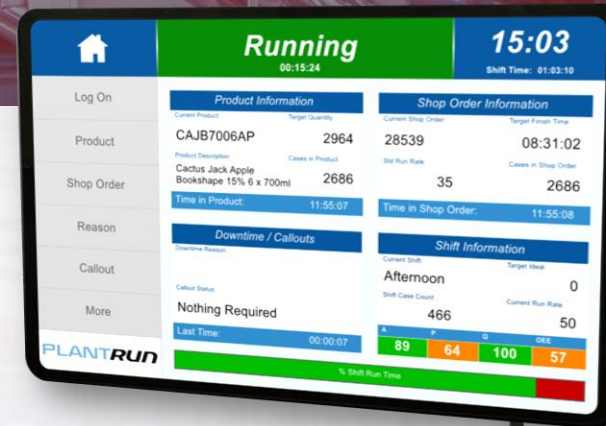 Running
00:15:24
15:03
Shift Time: 01:03:10
Log On
Product
Shop Order
Reason
Callout
More
PLANTRUN
Product Information
Current Product
Target Quantity
CAJB7006AP
2964
Product Description
Cases in Product
Cactus Jack Apple
Bookshape 15% 6 x 700ml
2686
Time in Product:
11:55:07
Shop Order Information
Current Shop Order
Target Finish Time
28539
08:31:02
Std Run Rate
Cases in Shop Order
35
2686
Time in Shop Order:
11:55:08
Downtime / Callouts
Downtime Reason
Callout Status
Nothing Required
Last Time:
00:00:07
Shift Information
Current Shift
Target Ideal
Afternoon
0
Shift Case Count
Current Run Rate
466
50
A P Q OEE
89 64 100 57
% Shift Run Time